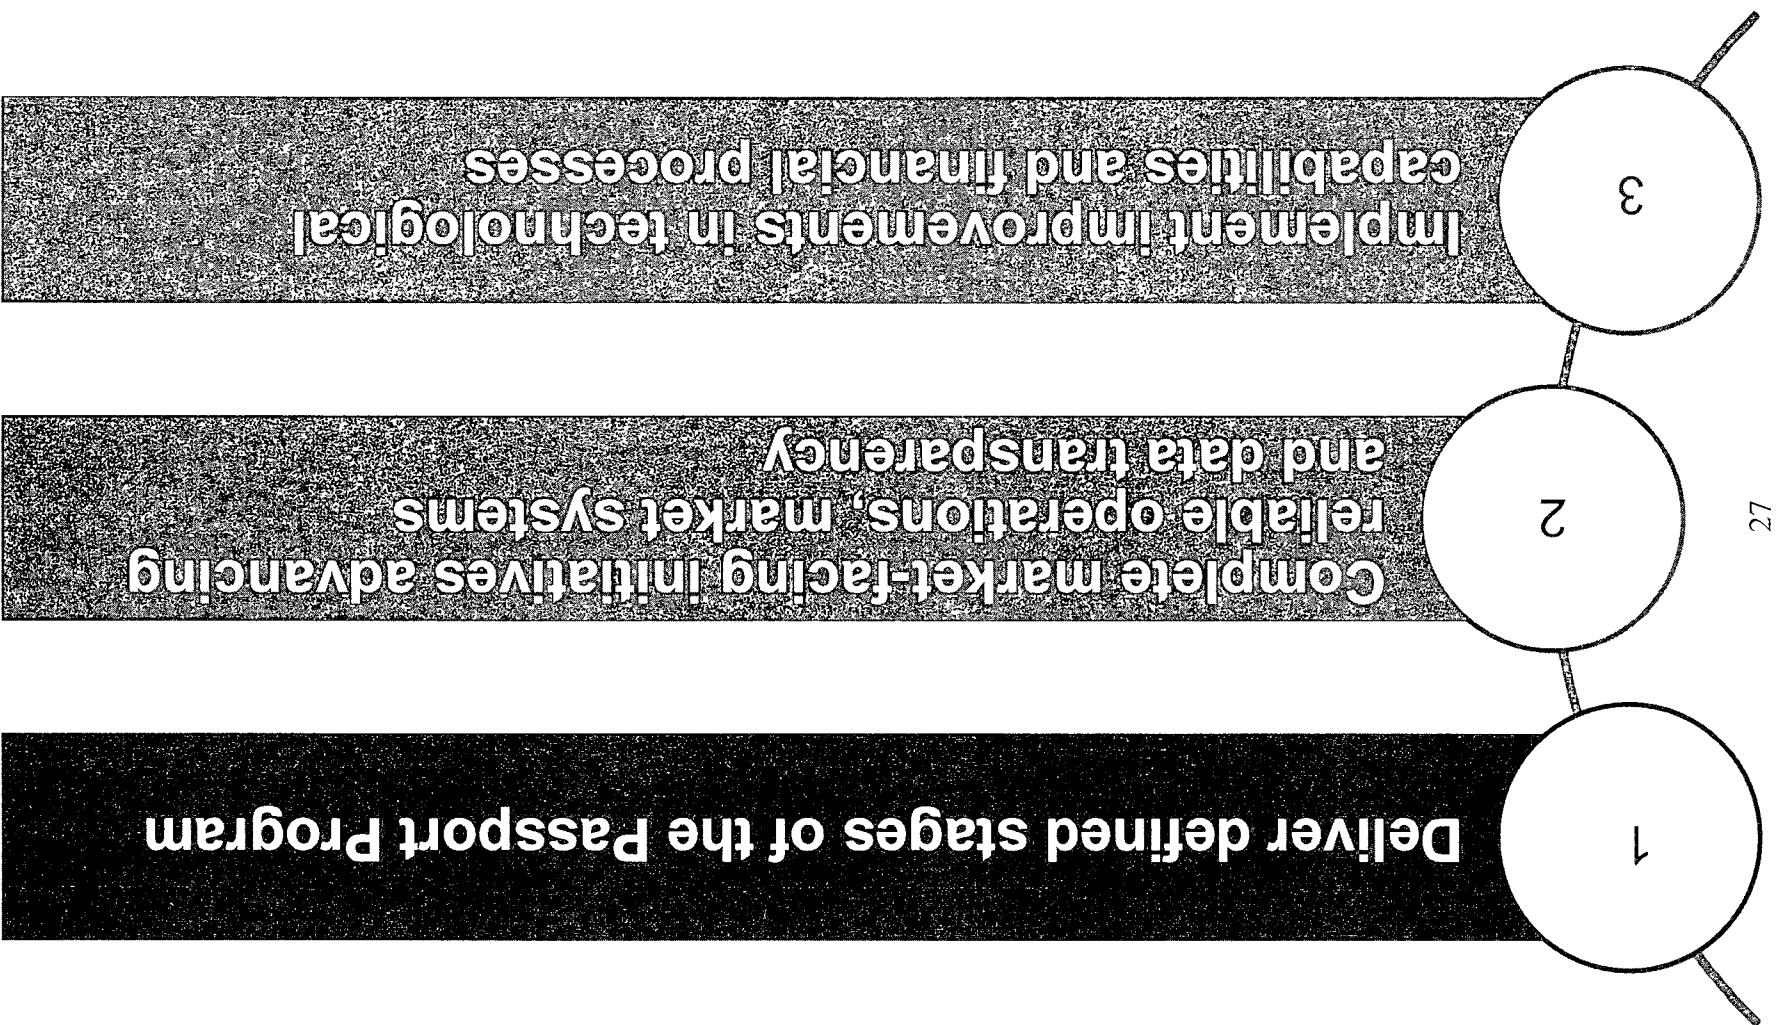 1
Deliver defined stages of the Passport Program
2
Complete market-facing initiatives advancing
reliable operations, market systems
and data transparency
3
Implement improvements in technological
capabilities and financial processes
27